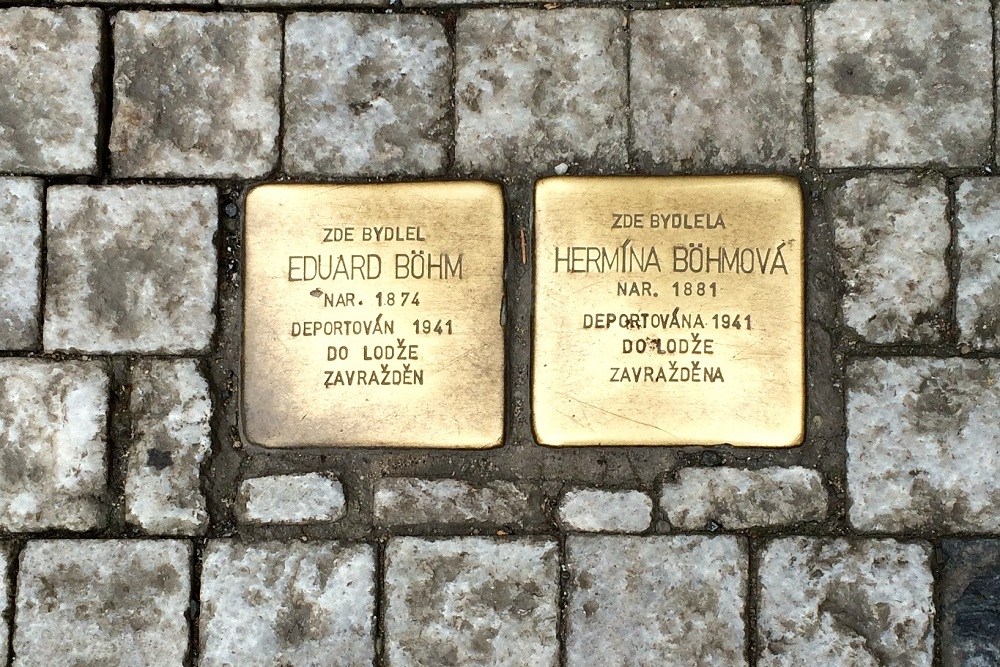 ZDE BYDLEL
EDUARD BÖHM
NAR. 1874
DEPORTOVÁN 1941
DO LODŽE
ZAVRAŽDĚN
ZDE BYDLELA
HERMÍNA BÖHMOVÁ
NAR. 1881
DEPORTOVÁNA 1941
DO LODŽE
ZAVRAŽDĚNA